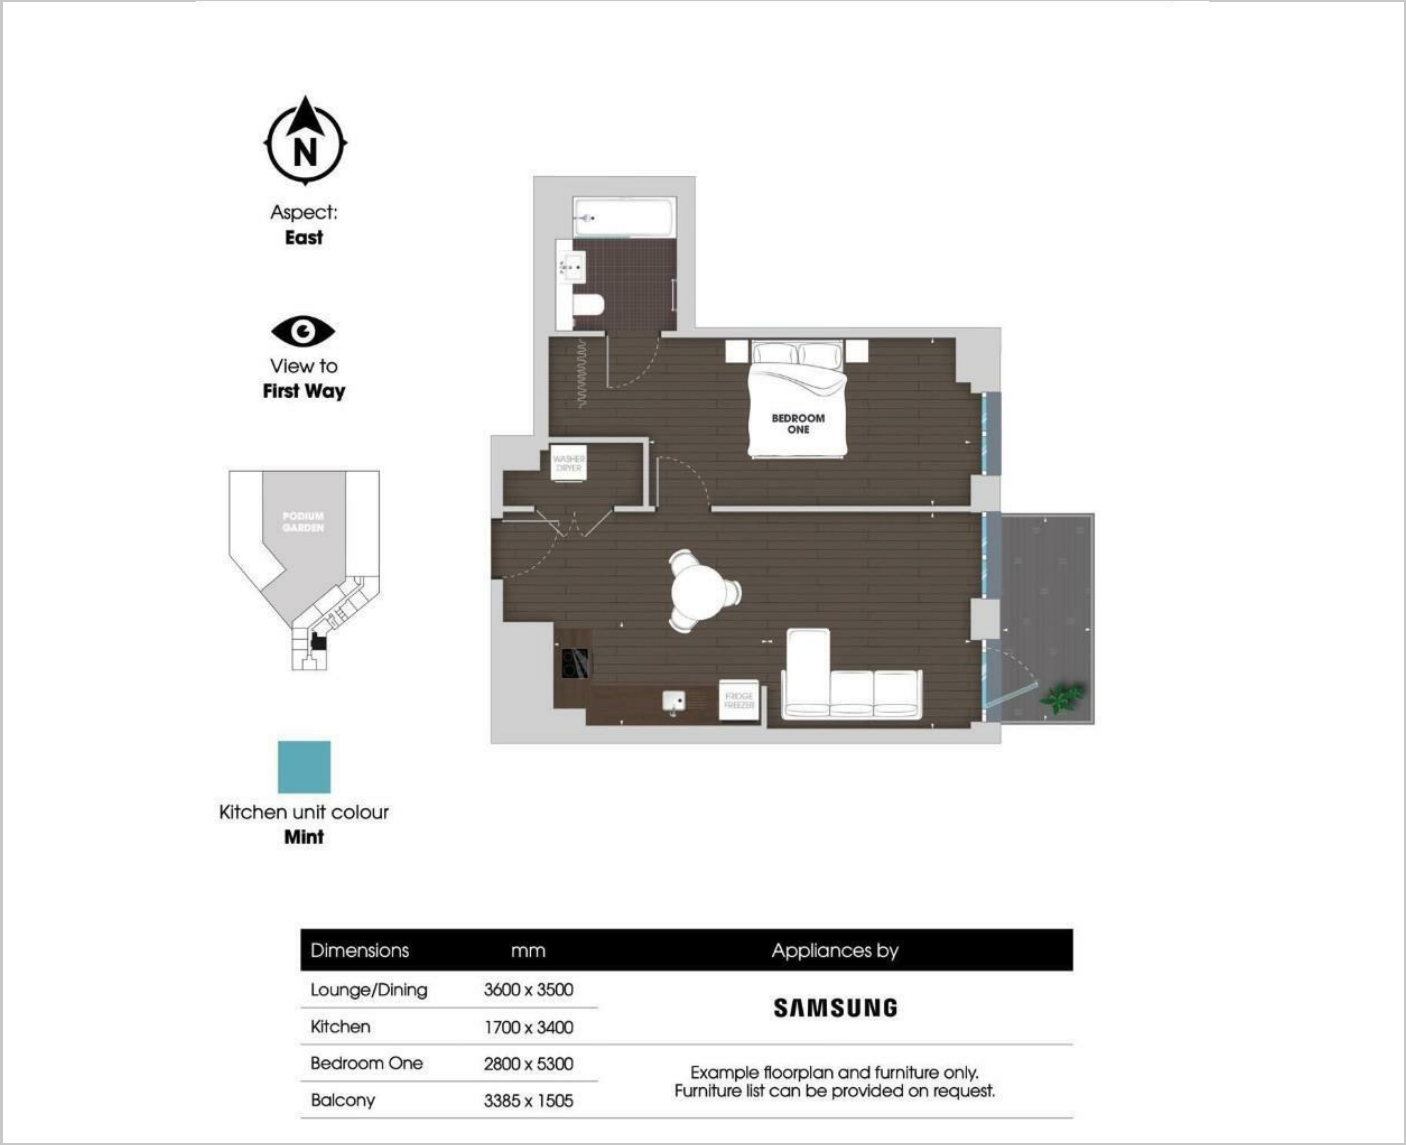 N
Aspect:
East
View to
First Way
PODIUM
GARDEN
Kitchen unit colour
Mint
BEDROOM
ONE
WASHER
DRYER
FRIDGE
FREEZER
Dimensions mm Appliances by
Lounge/Dining 3600 x 3500
SAMSUNG
Kitchen 1700 x 3400
Bedroom One 2800 x 5300
Example floorplan and furniture only.
Furniture list can be provided on request.
Balcony 3385 x 1505